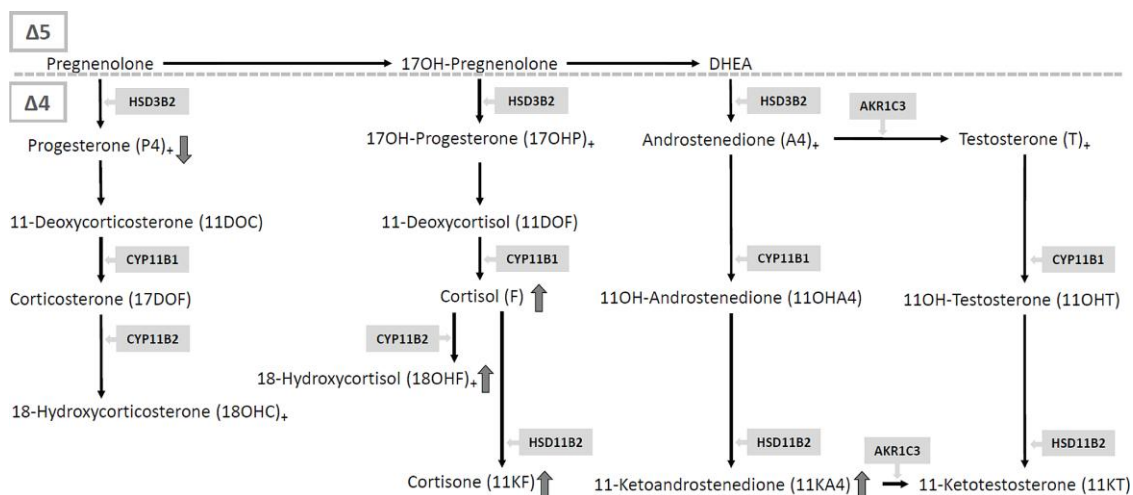 Δ5
Pregnenolone 17OH-Pregnenolone DHEA
Δ4
HSD3B2 HSD3B2 HSD3B2 AKR1C3
Progesterone (P4)+ 17OH-Progesterone (17OHP)+ Androstenedione (A4)+ Testosterone (T)+
11-Deoxycorticosterone (11DOC) 11-Deoxycortisol (11DOF)
CYP11B1 CYP11B1 CYP11B1 CYP11B1
Corticosterone (17DOF) Cortisol (F) 11OH-Androstenedione (11OHA4) 11OH-Testosterone (11OHT)
CYP11B2 CYP11B2
18-Hydroxycortisol (18OHF)+
18-Hydroxycorticosterone (18OHC)+
HSD11B2 HSD11B2 HSD11B2
AKR1C3
Cortisone (11KF) 11-Ketoandrostenedione (11KA4) 11-Ketotestosterone (11KT)